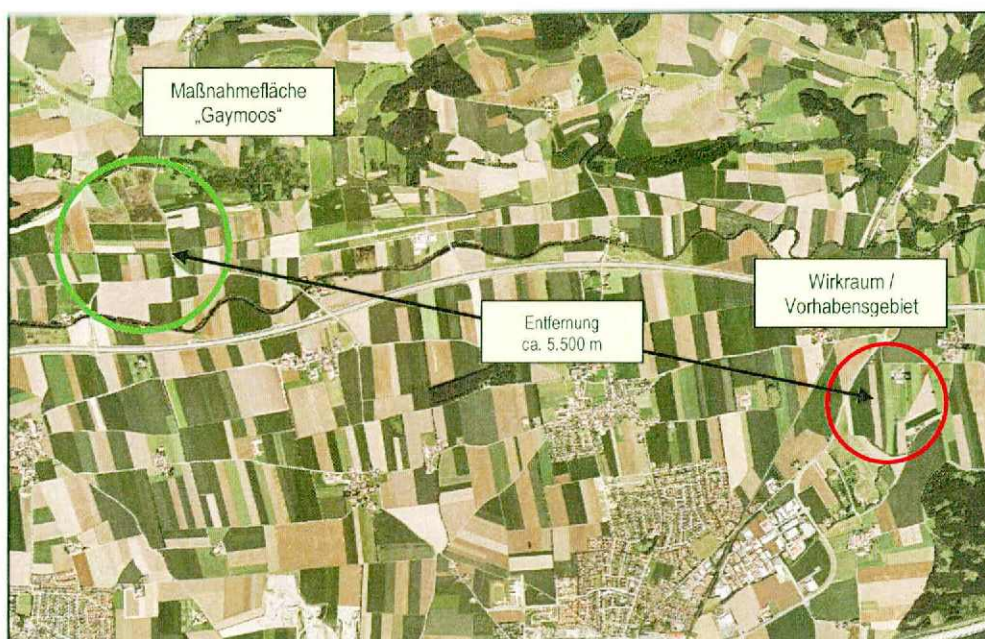 Maßnahmefläche
„Gaymoos"
Wirkraum /
Vorhabensgebiet
Entfernung
ca. 5.500 m